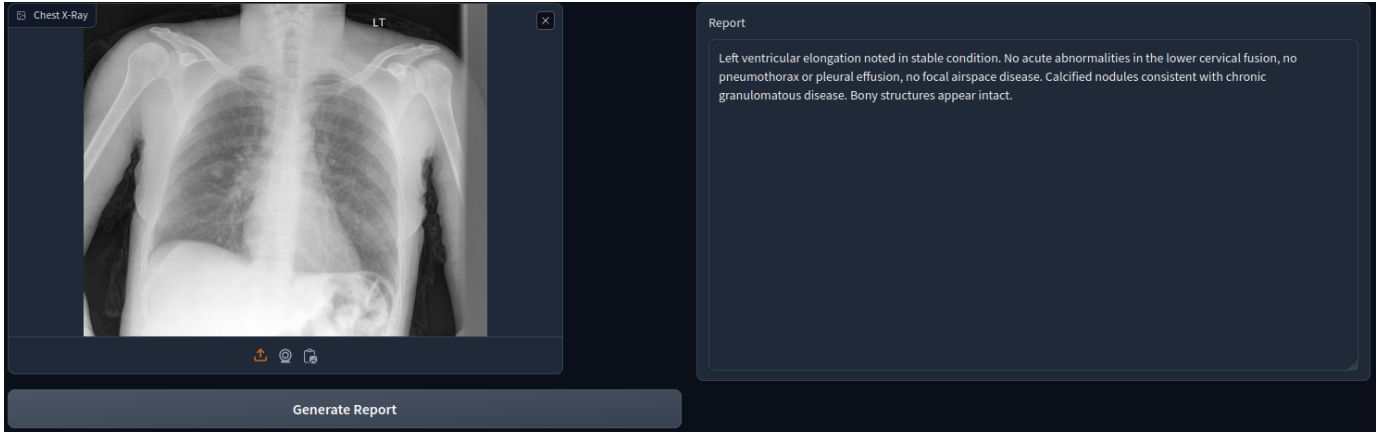 Chest X-Ray
LT
Report
Left ventricular elongation noted in stable condition. No acute abnormalities in the lower cervical fusion, no
pneumothorax or pleural effusion, no focal airspace disease. Calcified nodules consistent with chronic
granulomatous disease. Bony structures appear intact.
Generate Report